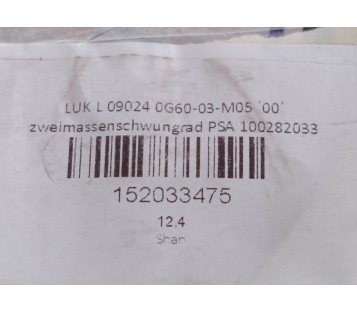 LUK L 09024 0G60-03-M05 ´00´
zweimassenschwungrad PSA 100282033
152033475
12,4
Shan